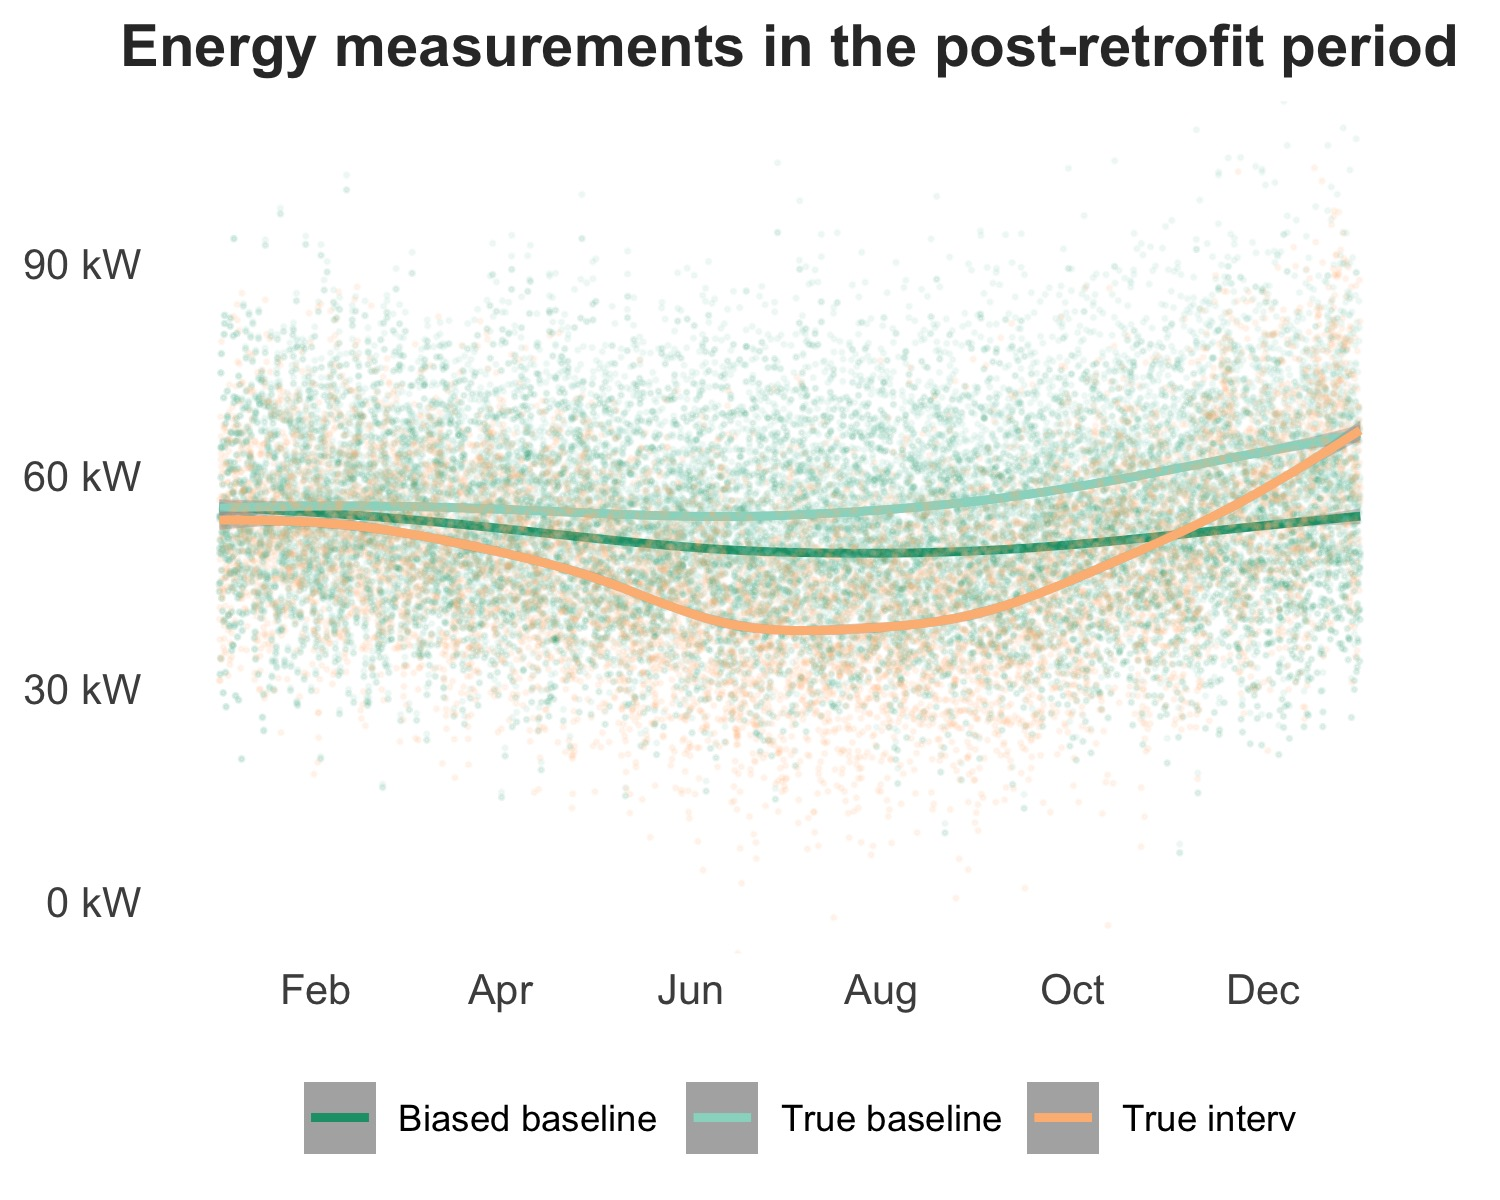 Energy measurements in the post-retrofit period
90 kW
60 kW
30 kW
0 kW
Feb Apr Jun Aug Oct Dec
Biased baseline True baseline True interv